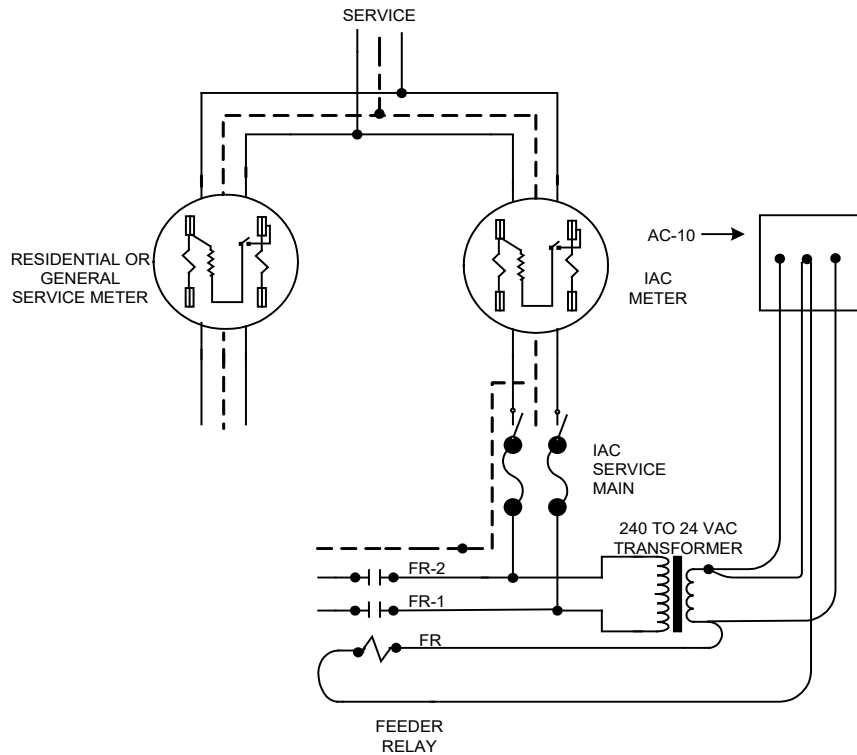 SERVICE
RESIDENTIAL OR
GENERAL
SERVICE METER
AC-10
IAC
METER
IAC
SERVICE
MAIN
240 TO 24 VAC
TRANSFORMER
FR-2
FR-1
FR
FEEDER
RELAY